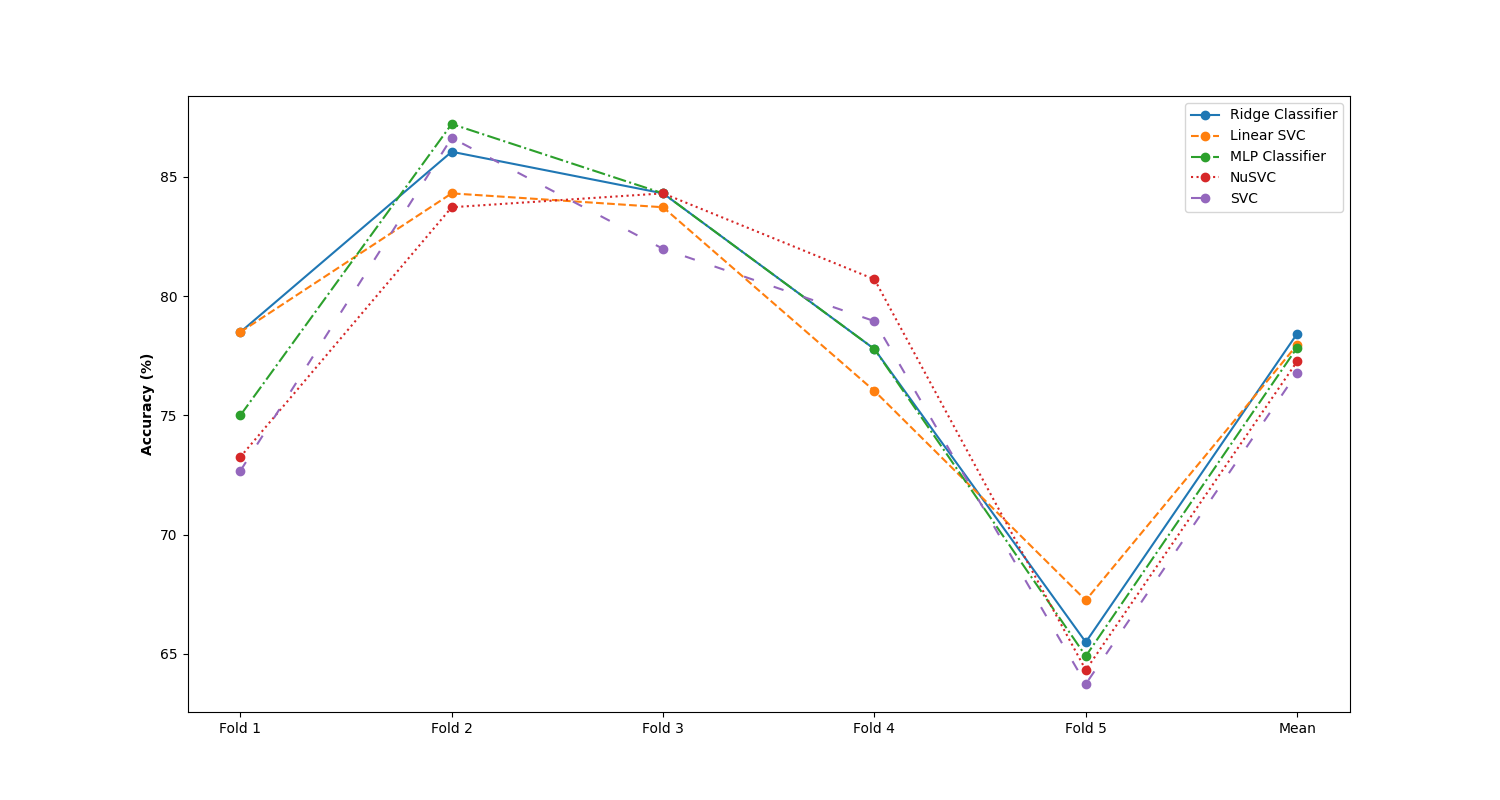 Ridge Classifier
Linear SVC
MLP Classifier
NuSVC
SVC
Accuracy (%)
85
80
75
70
65
Fold 1 Fold 2 Fold 3 Fold 4 Fold 5 Mean